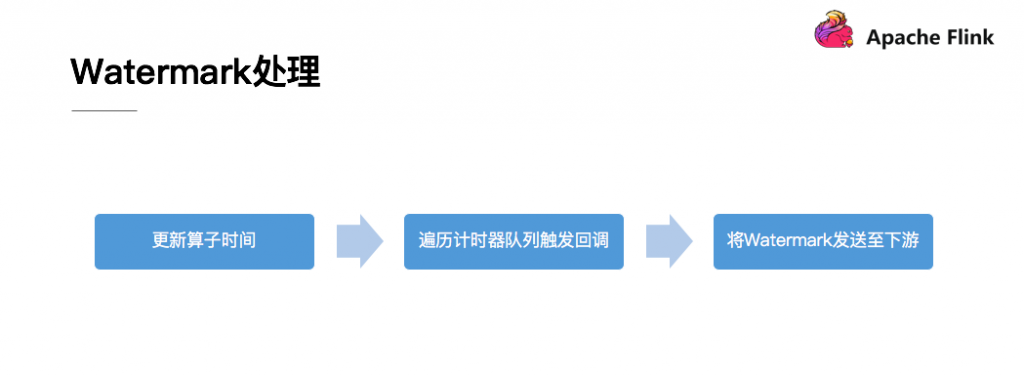 Apache Flink
Watermark处理
更新算子时间
遍历计时器队列触发回调
将Watermark发送至下游